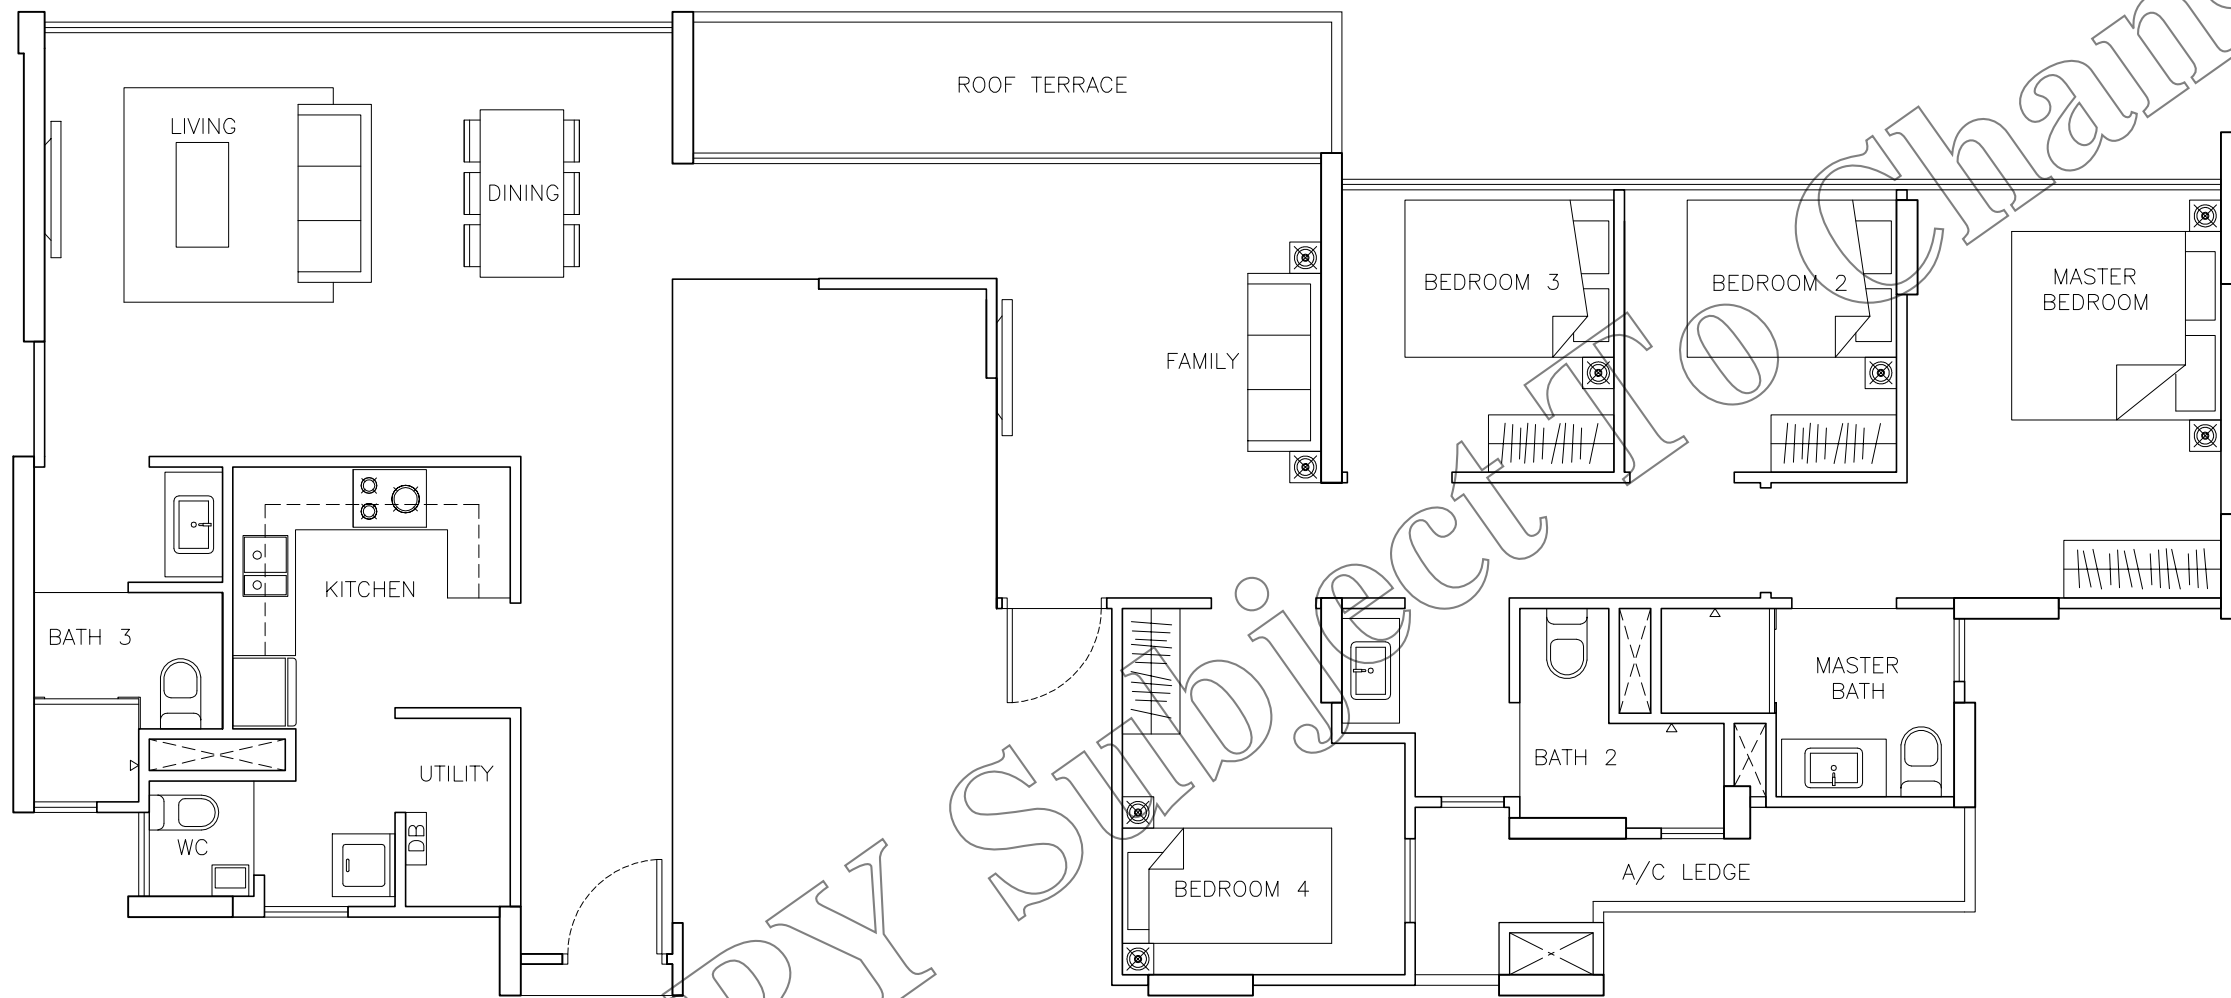 ROOF TERRACE
LIVING
DINING
BEDROOM 3
BEDROOM 2
MASTER
BEDROOM
FAMILY
KITCHEN
BATH 3
MASTER
BATH
UTILITY
BATH 2
DB
WC
A/C LEDGE
BEDROOM 4
Subject To